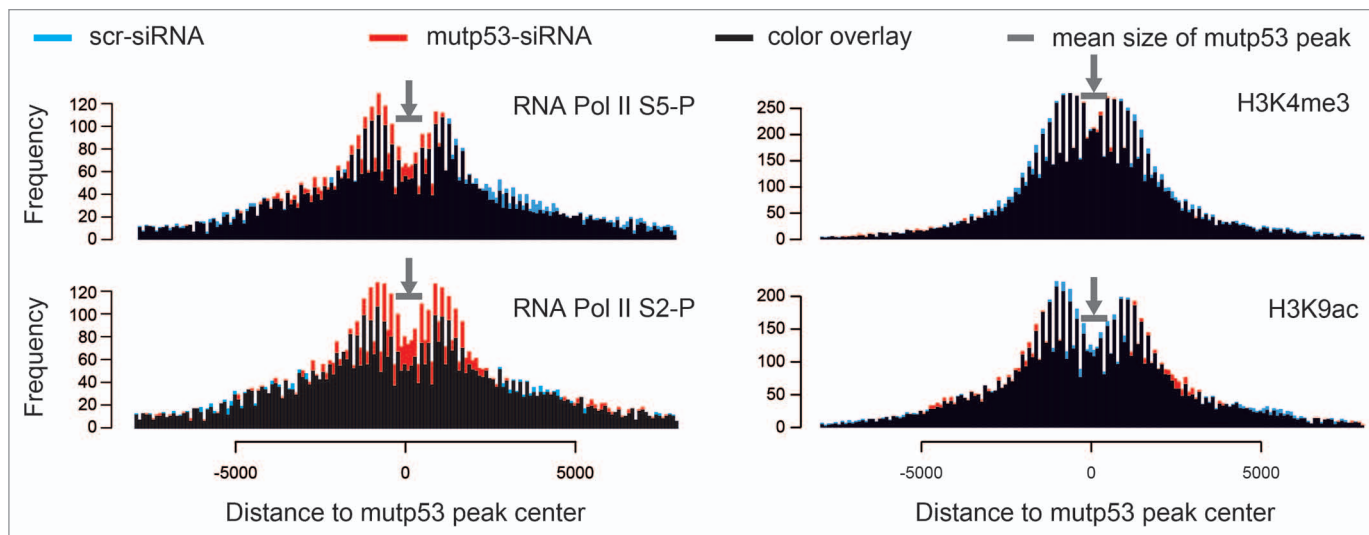 scr-siRNA mutp53-siRNA color overlay mean size of mutp53 peak
RNA Pol II S5-P
Frequency
120
100
80
60
40
20
0
H3K4me3
250
200
150
100
50
0
RNA Pol II S2-P
Frequency
120
100
80
60
40
20
0
-5000 0 5000
Distance to mutp53 peak center
H3K9ac
200
150
100
50
0
-5000 0 5000
Distance to mutp53 peak center